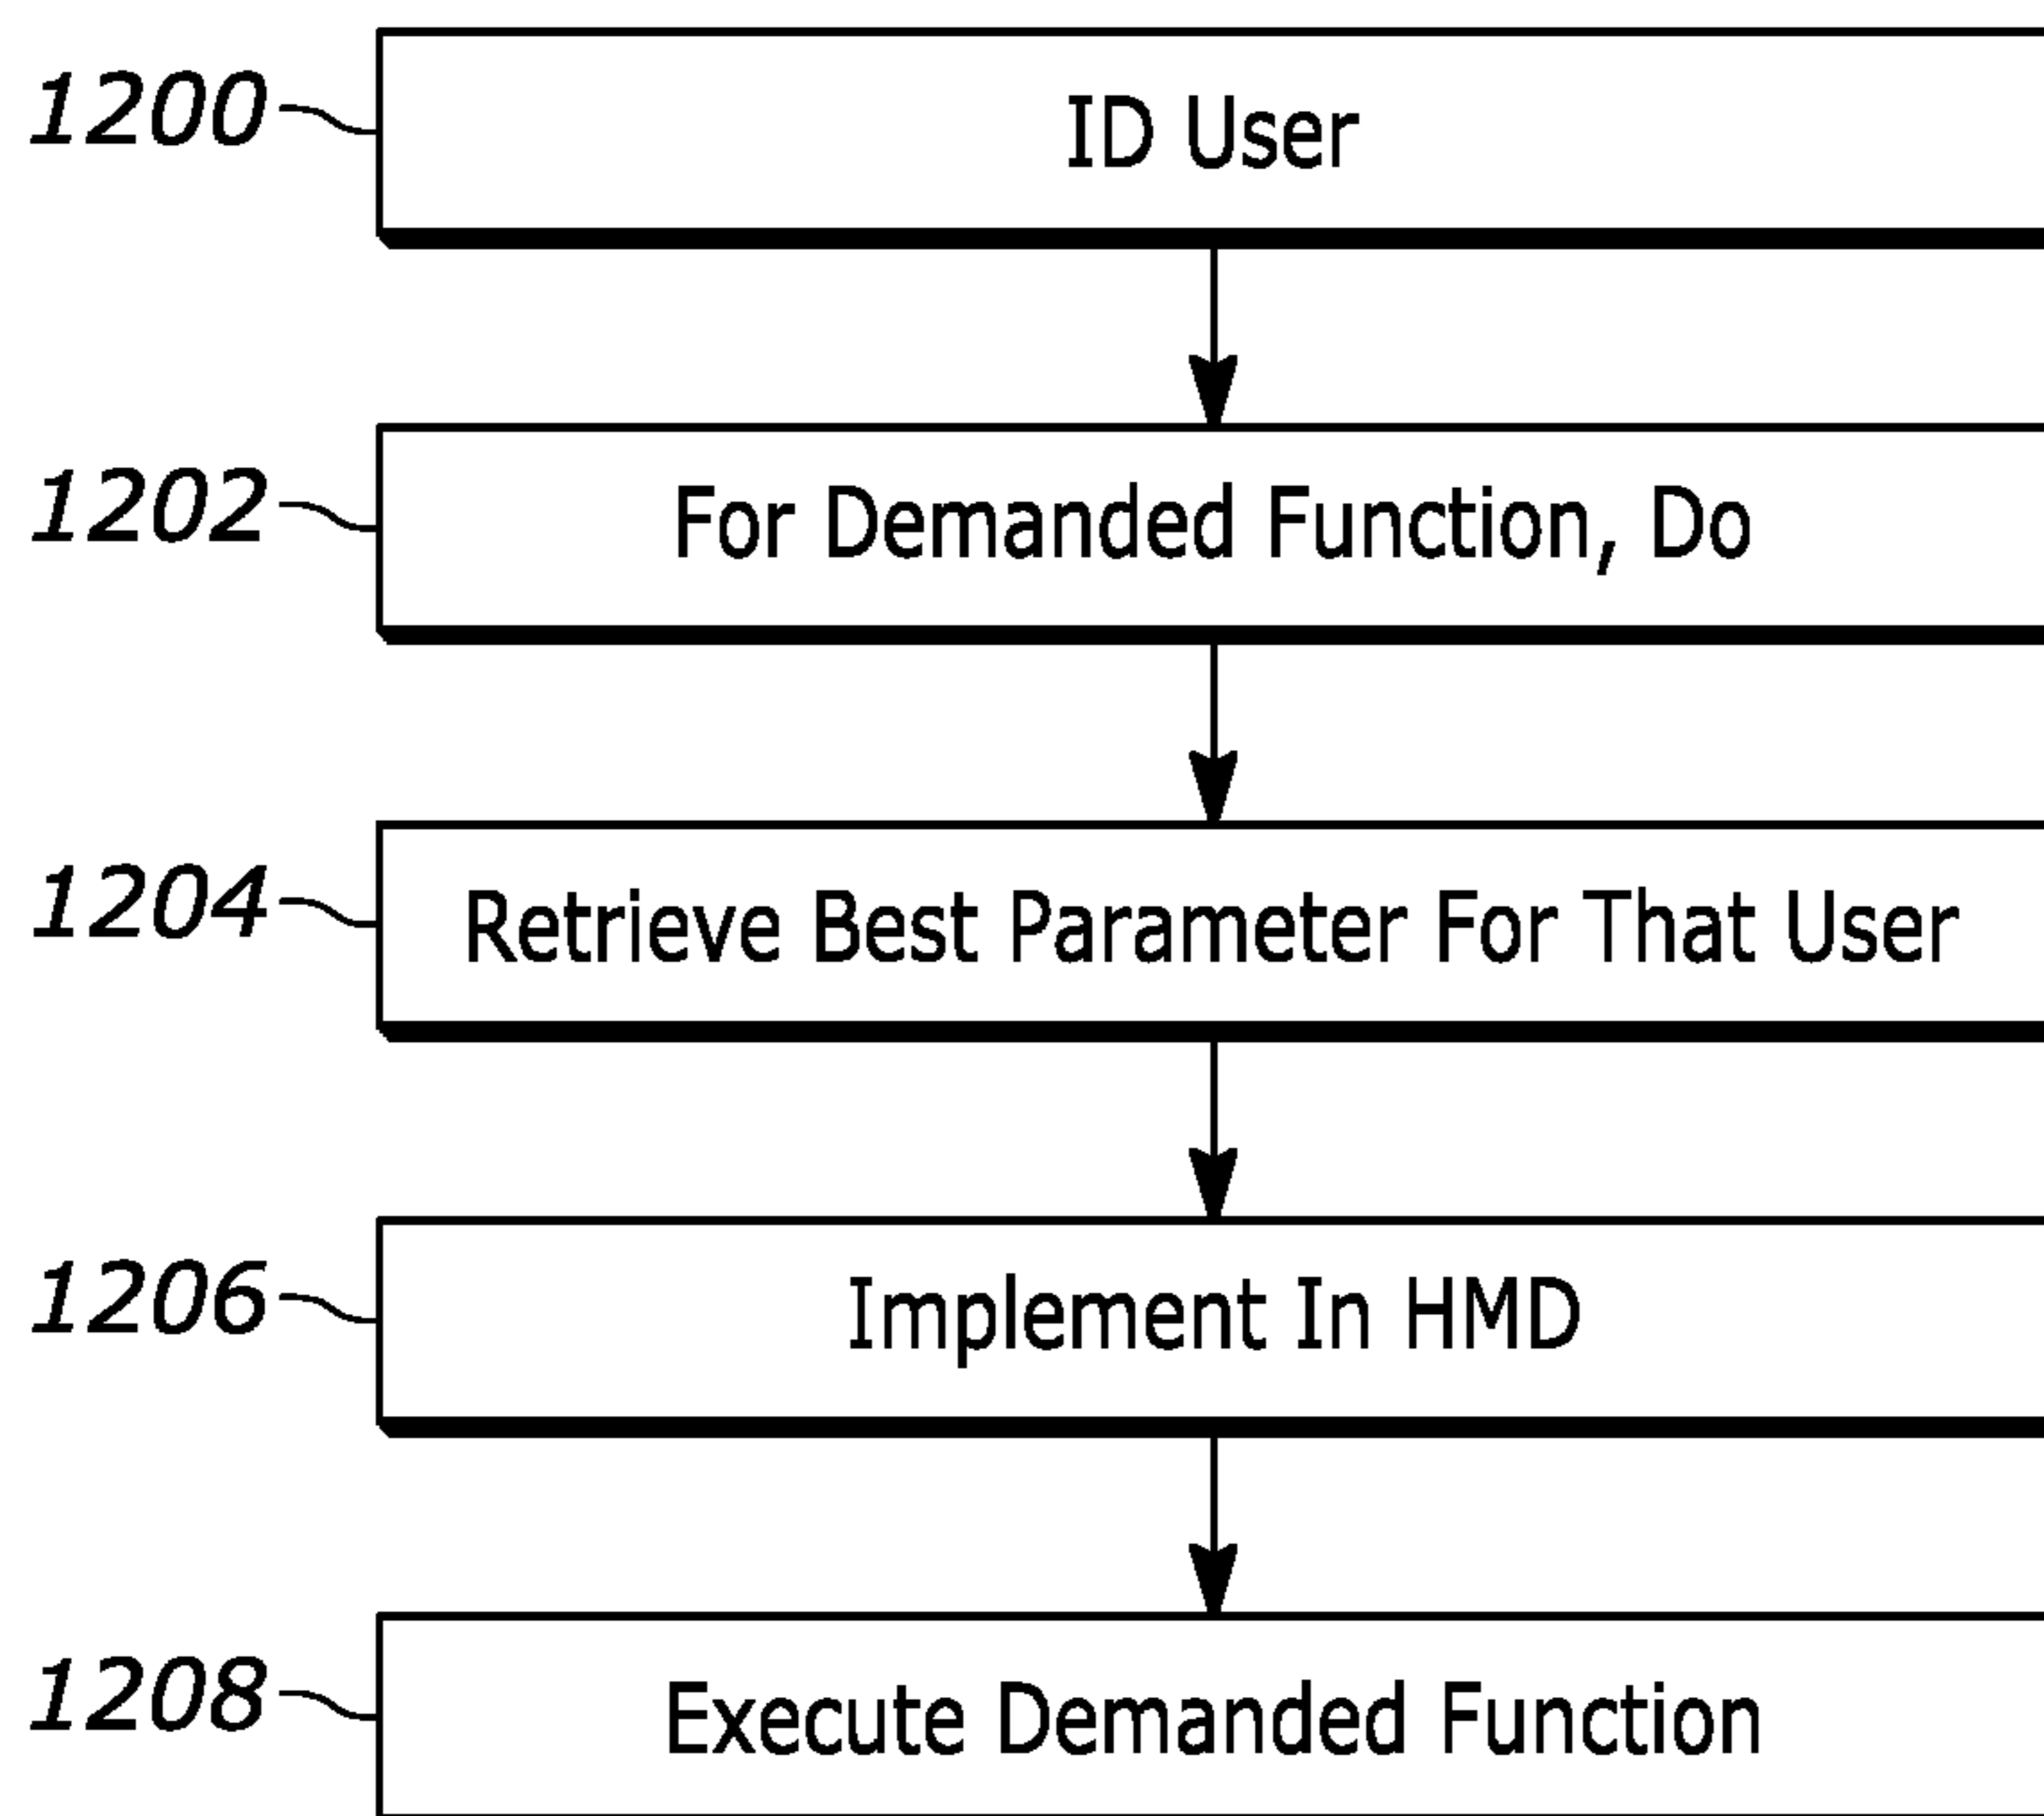 1200
ID User
1202
For Demanded Function, Do
1204
Retrieve Best Parameter For That User
1206
Implement In HMD
1208
Execute Demanded Function